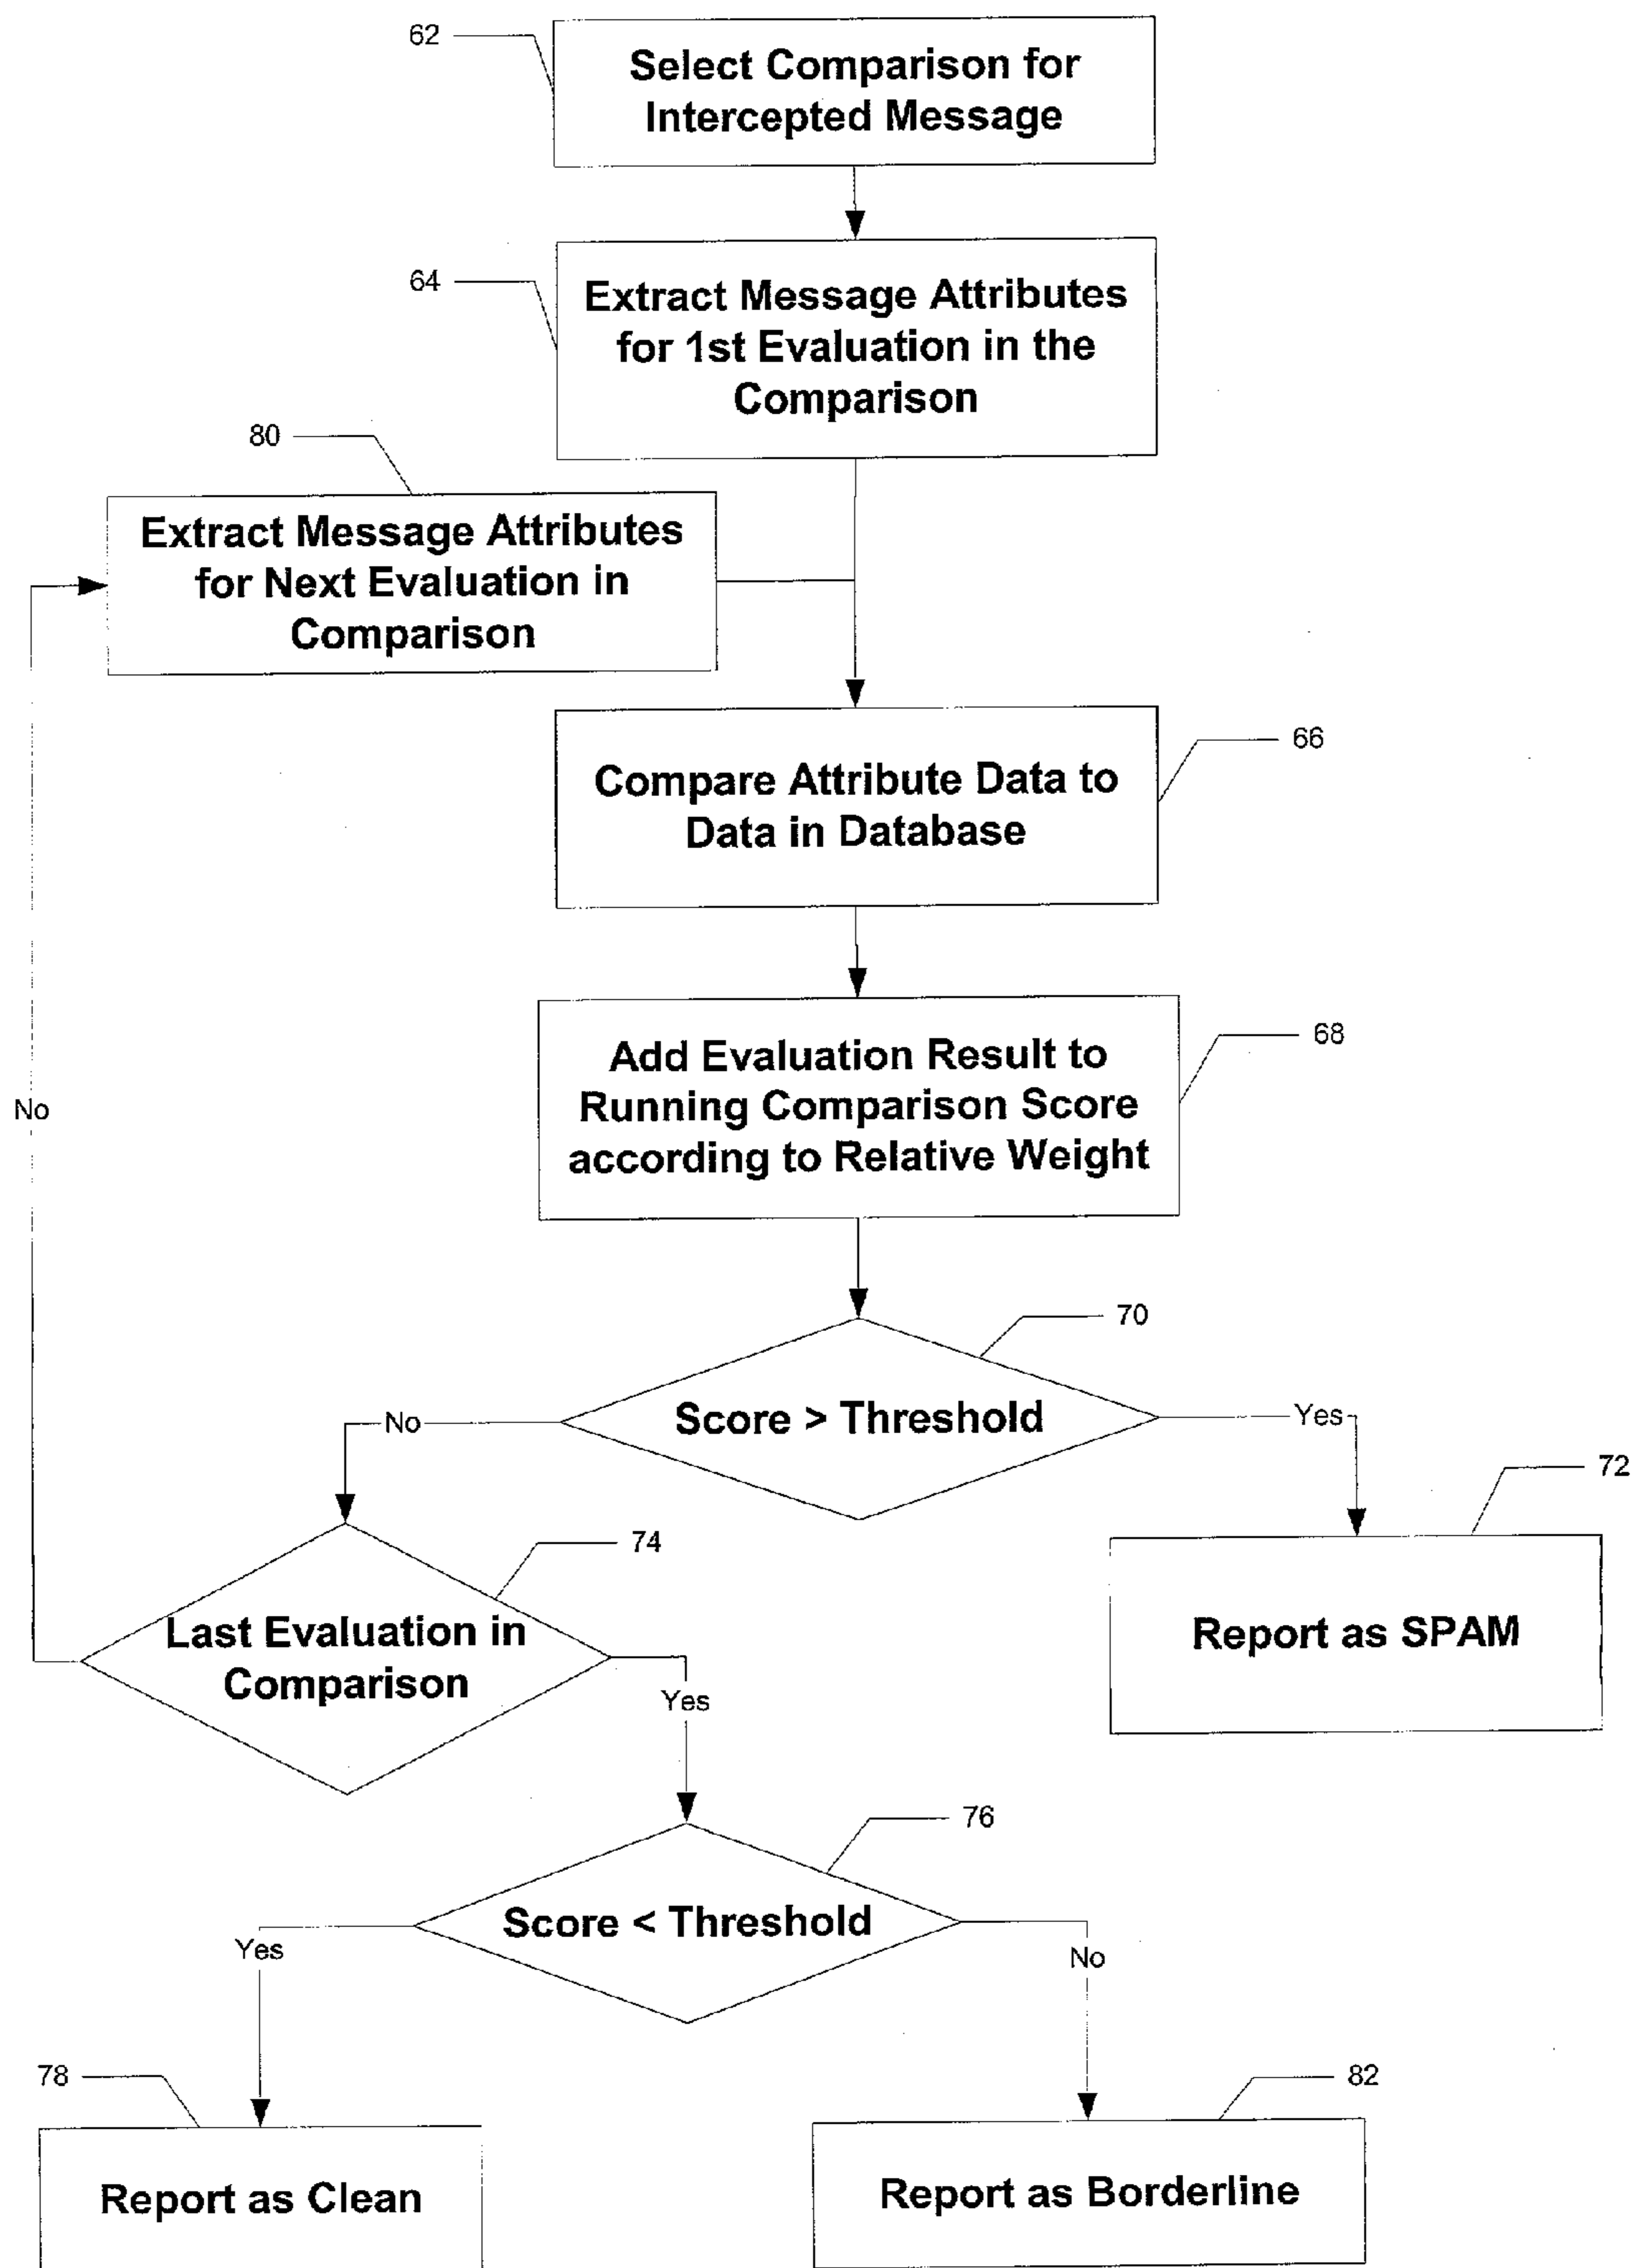 62
Select Comparison for
Intercepted Message
64
Extract Message Attributes
for 1st Evaluation in the
Comparison
80
Extract Message Attributes
for Next Evaluation in
Comparison
66
Compare Attribute Data to
Data in Database
68
Add Evaluation Result to
Running Comparison Score
according to Relative Weight
No
70
Score > Threshold
No
Yes
72
Report as SPAM
74
Last Evaluation in
Comparison
Yes
76
Score < Threshold
Yes
No
78
Report as Clean
82
Report as Borderline